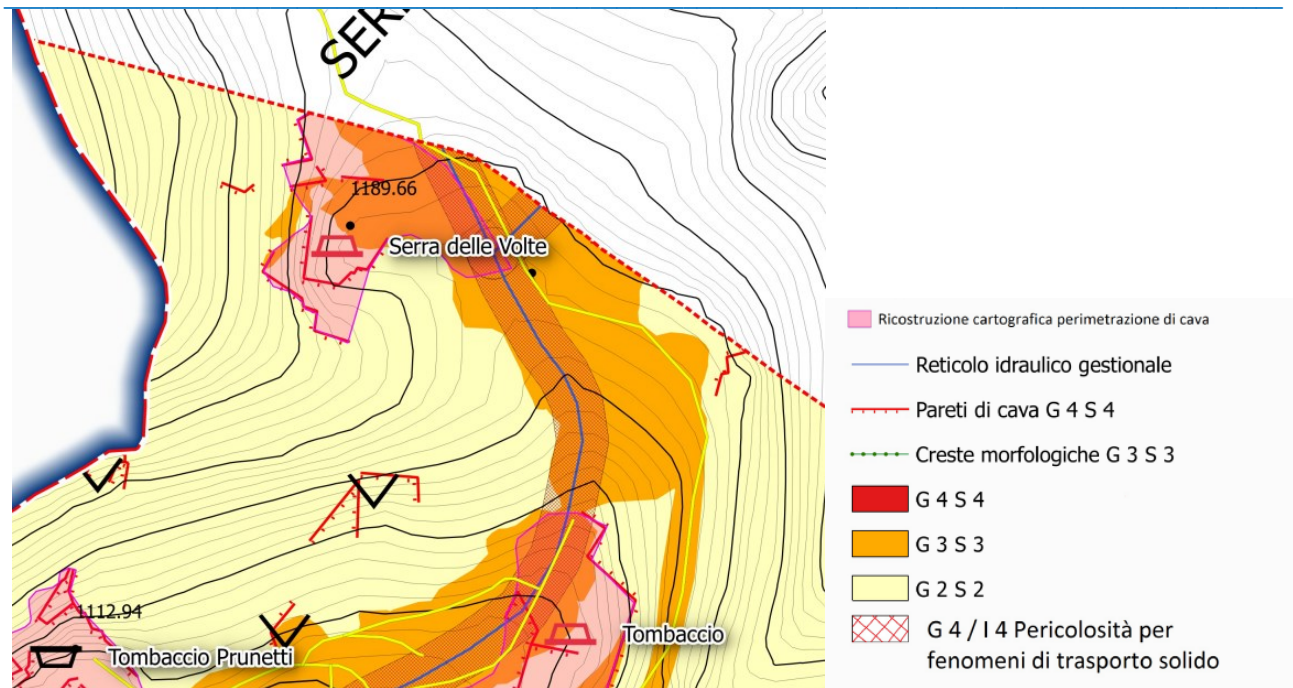 SER
1189.66
Serra delle Volte
1112.94
Tombaccio Prunetti
Tombaccio
Ricostruzione cartografica perimetrazione di cava
Reticolo idraulico gestionale
Pareti di cava G 4 S 4
Creste morfologiche G 3 S 3
G 4 S 4
G 3 S 3
G 2 S 2
G 4 / I 4 Pericolosità per
fenomeni di trasporto solido